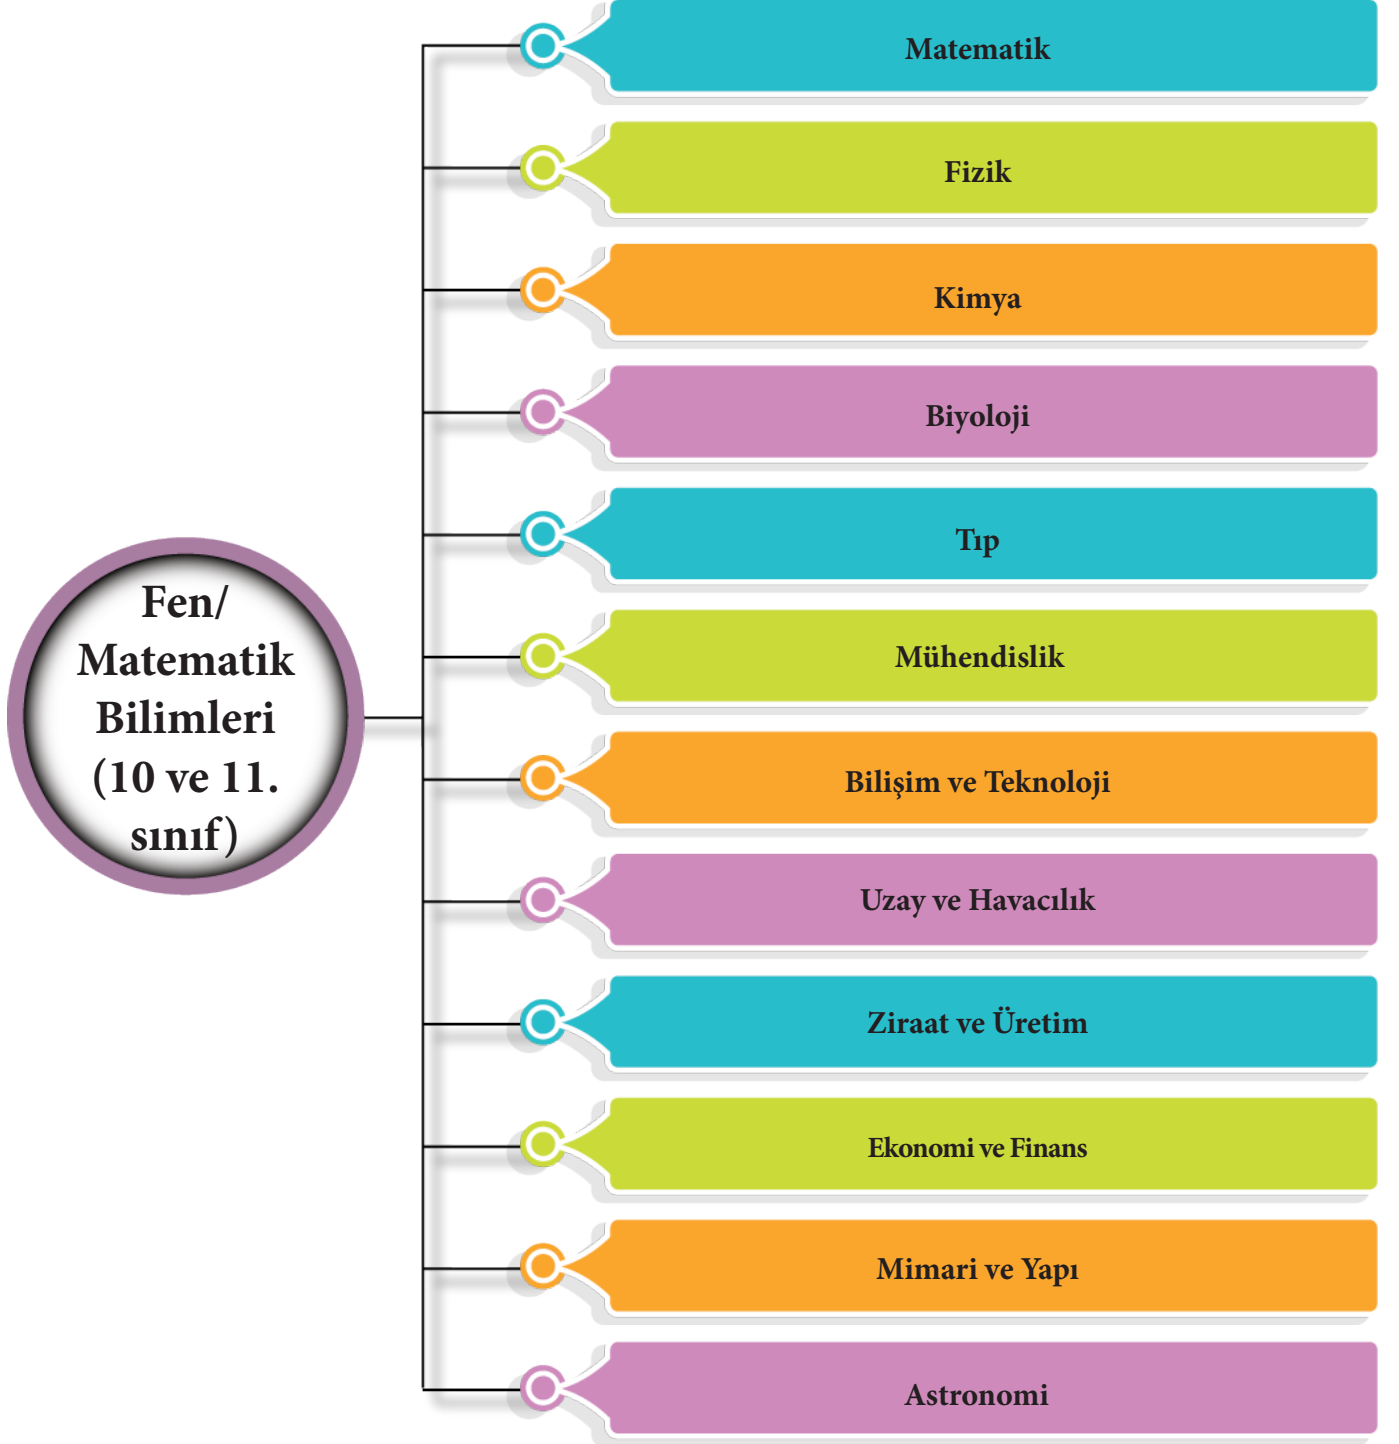 Fen/
Matematik
Bilimleri
(10 ve 11.
sınıf)
Matematik
Fizik
Kimya
Biyoloji
Tıp
Mühendislik
Bilişim ve Teknoloji
Uzay ve Havacılık
Ziraat ve Üretim
Ekonomi ve Finans
Mimari ve Yapı
Astronomi